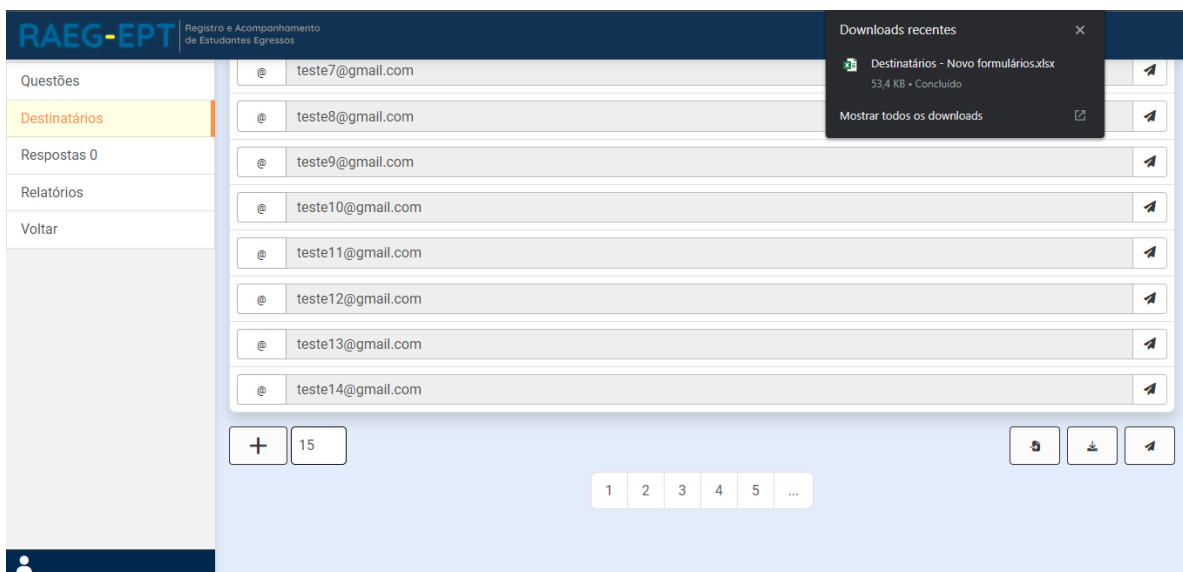 RAEG-EPT
Registro e Acompanhamento
de Estudantes Egressos
Downloads recentes
Destinatários - Novo formulários.xlsx
53,4 KB • Concluído
Mostrar todos os downloads
Questões
Destinatários
Respostas 0
Relatórios
Voltar
@ teste7@gmail.com
@ teste8@gmail.com
@ teste9@gmail.com
@ teste10@gmail.com
@ teste11@gmail.com
@ teste12@gmail.com
@ teste13@gmail.com
@ teste14@gmail.com
+ 15
1 2 3 4 5 ...